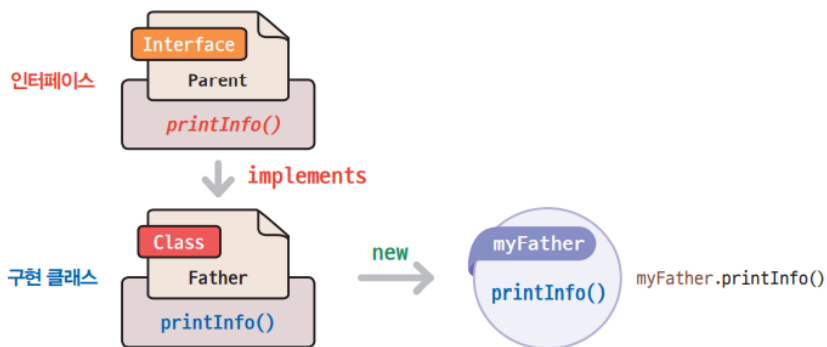 Interface
Parent
인터페이스
printInfo()
implements
Class
Father
구현 클래스
printInfo()
new
myFather
printInfo()
myFather.printInfo()